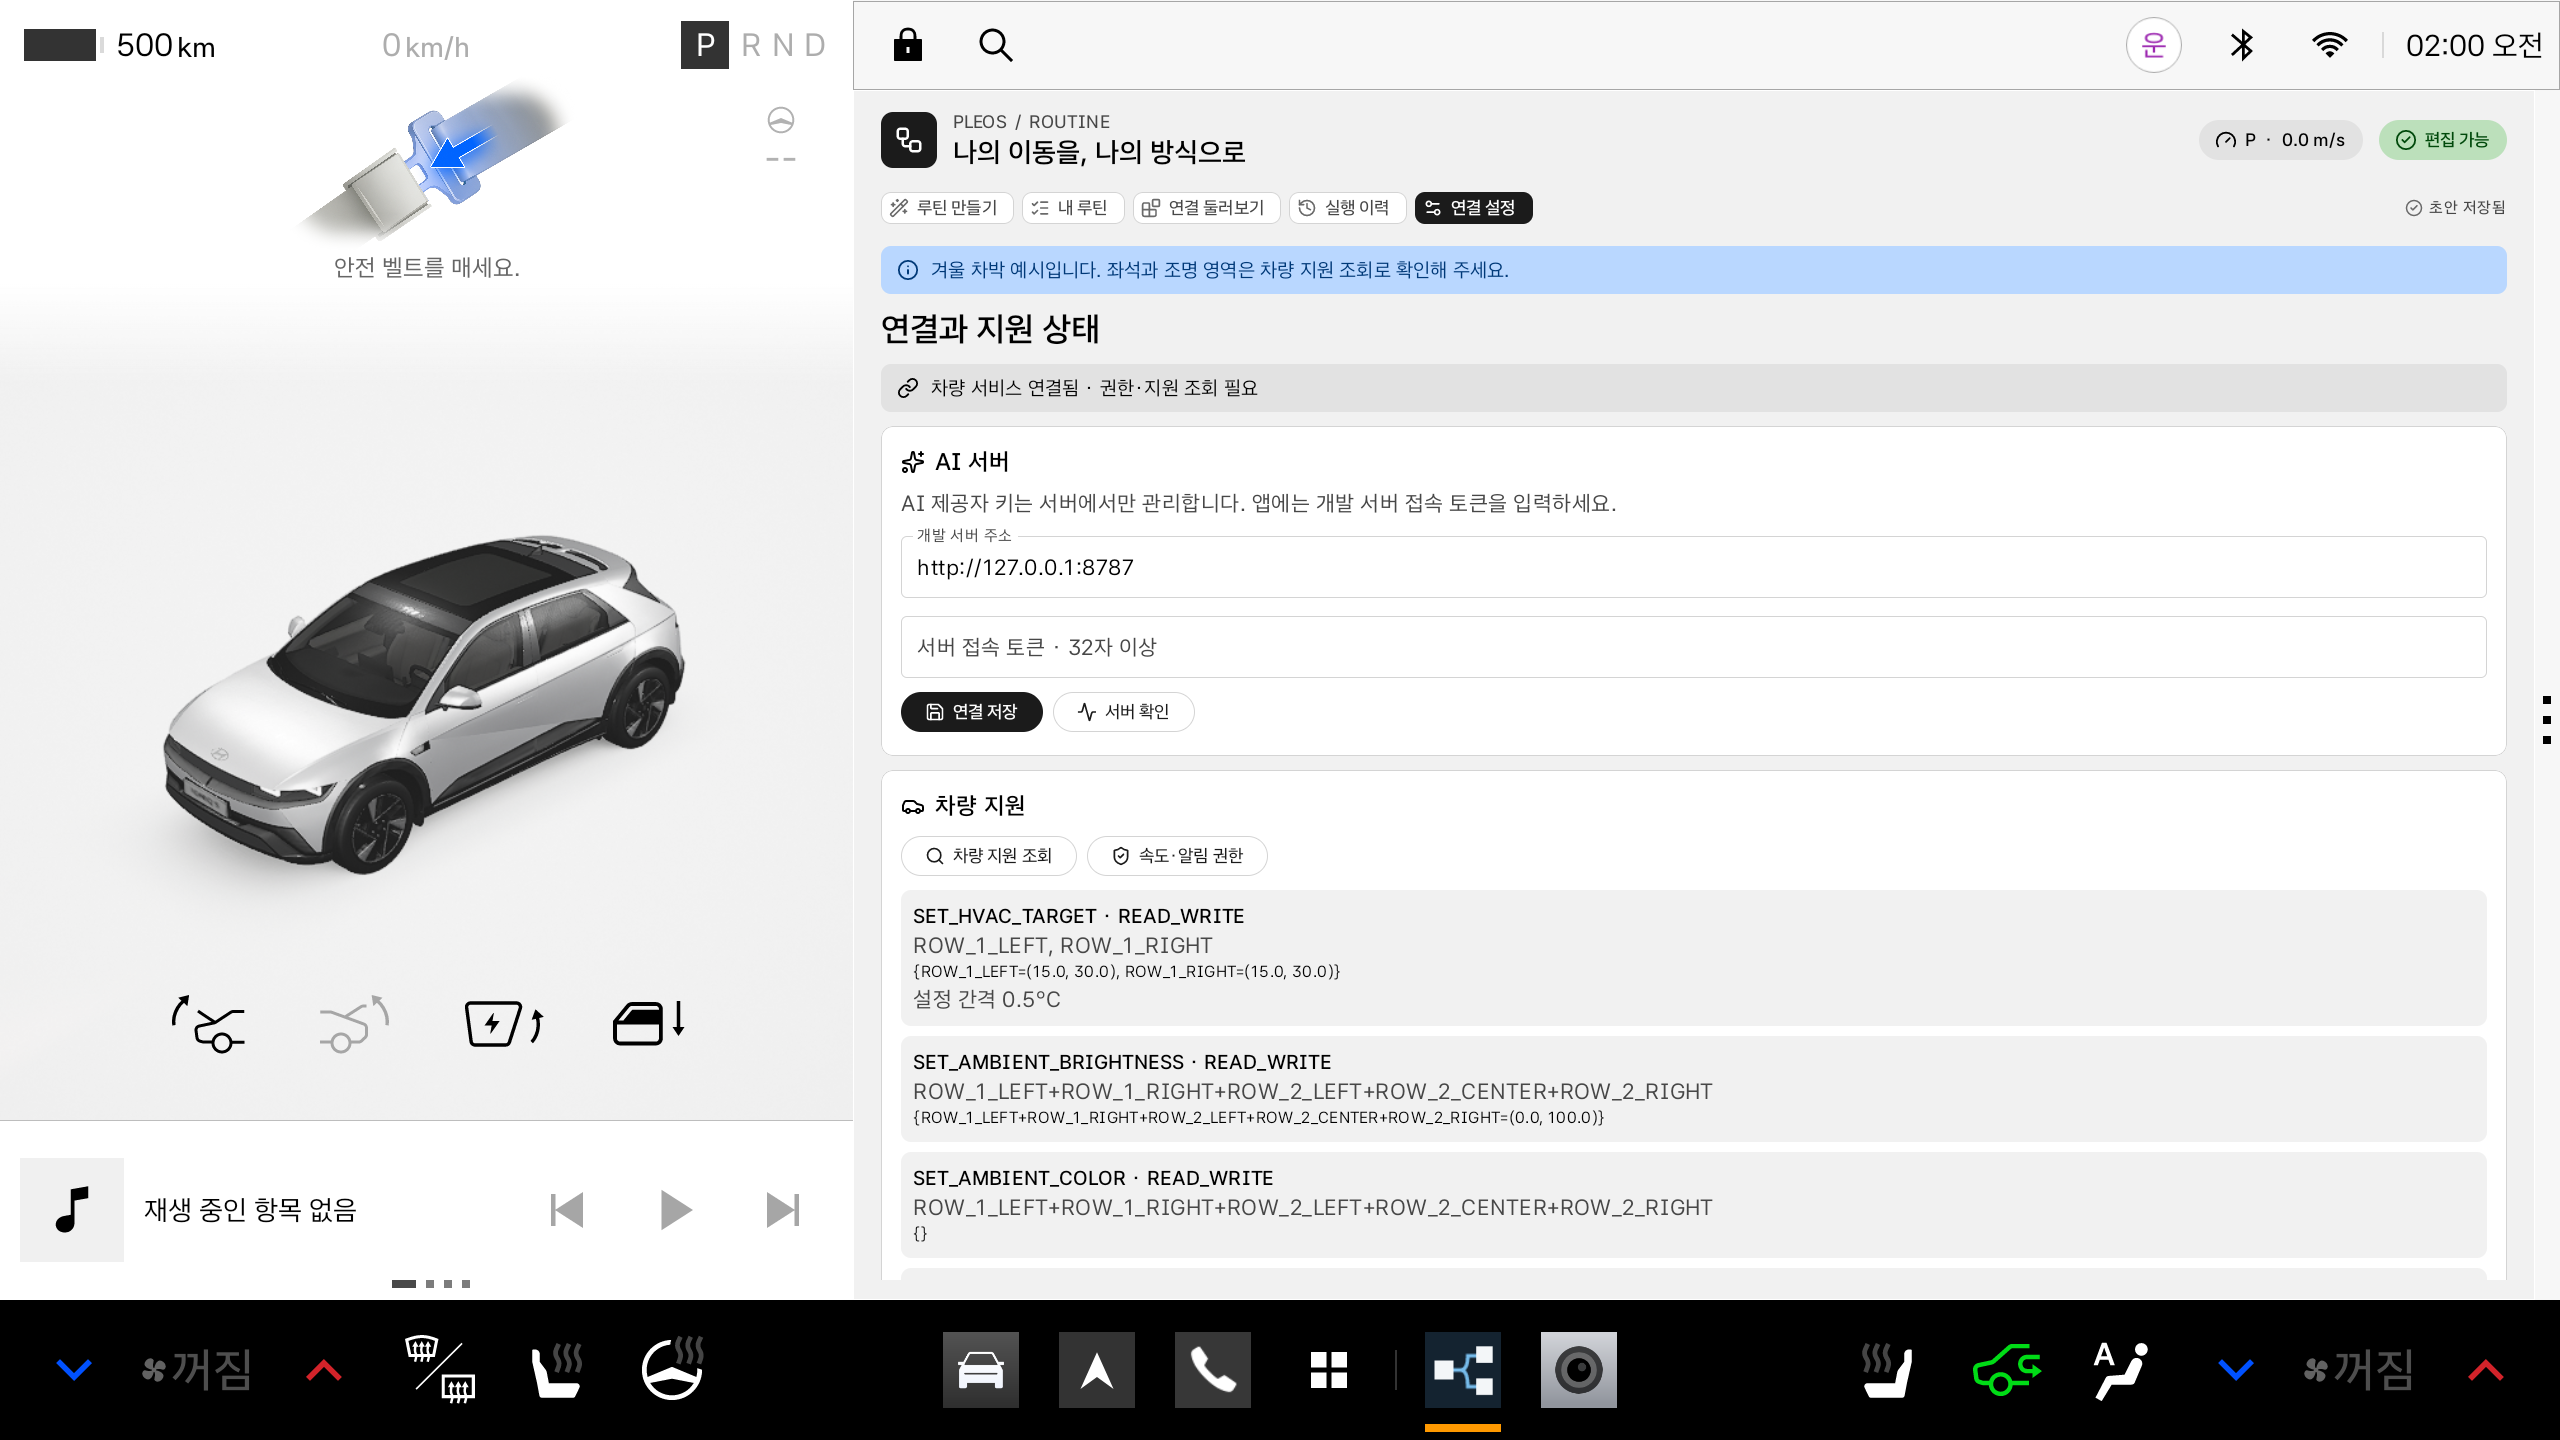 500 km
0 km/h
P R N D
안전 벨트를 매세요.
재생 중인 항목 없음
운
02:00 오전
PLEOS / ROUTINE
나의 이동을, 나의 방식으로
P · 0.0 m/s
편집 가능
루틴 만들기
내 루틴
연결 둘러보기
실행 이력
연결 설정
초안 저장됨
겨울 차박 예시입니다. 좌석과 조명 영역은 차량 지원 조회로 확인해 주세요.
연결과 지원 상태
차량 서비스 연결됨 · 권한·지원 조회 필요
AI 서버
AI 제공자 키는 서버에서만 관리합니다. 앱에는 개발 서버 접속 토큰을 입력하세요.
개발 서버 주소
http://127.0.0.1:8787
서버 접속 토큰 · 32자 이상
연결 저장
서버 확인
차량 지원
차량 지원 조회
속도·알림 권한
SET_HVAC_TARGET · READ_WRITE
ROW_1_LEFT, ROW_1_RIGHT
{ROW_1_LEFT=(15.0, 30.0), ROW_1_RIGHT=(15.0, 30.0)}
설정 간격 0.5°C
SET_AMBIENT_BRIGHTNESS · READ_WRITE
ROW_1_LEFT+ROW_1_RIGHT+ROW_2_LEFT+ROW_2_CENTER+ROW_2_RIGHT
{ROW_1_LEFT+ROW_1_RIGHT+ROW_2_LEFT+ROW_2_CENTER+ROW_2_RIGHT=(0.0, 100.0)}
SET_AMBIENT_COLOR · READ_WRITE
ROW_1_LEFT+ROW_1_RIGHT+ROW_2_LEFT+ROW_2_CENTER+ROW_2_RIGHT
{}
꺼짐
A
꺼짐